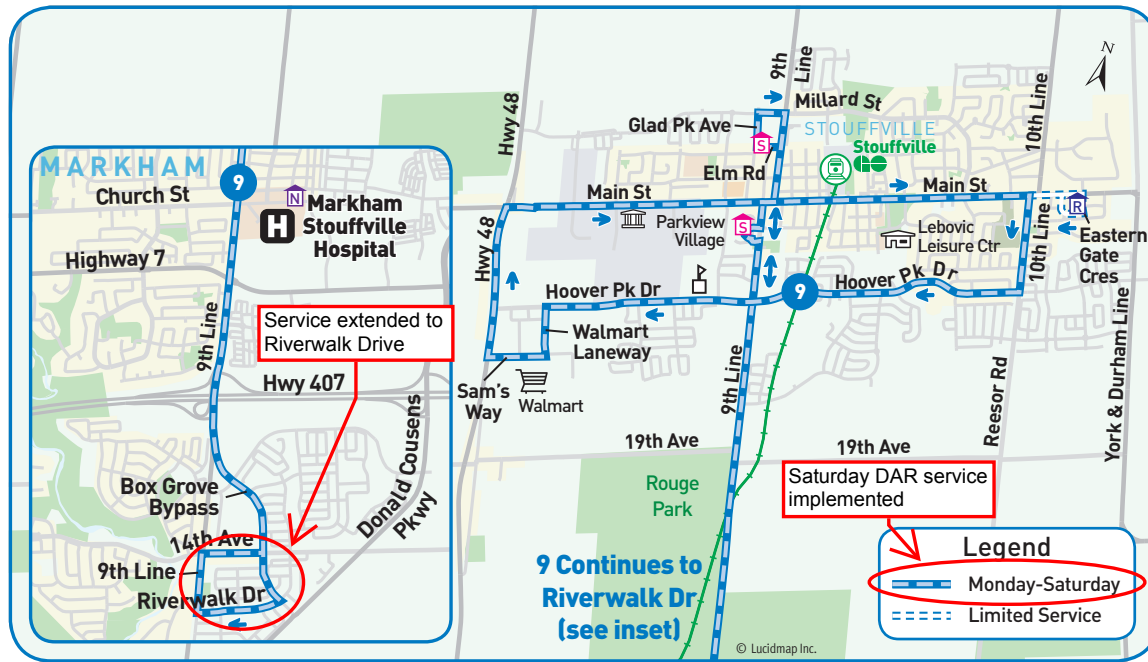 MARKHAM
Church St
9
N
H
Markham
Stouffville
Hospital
Highway 7
9th Line
Service extended to
Riverwalk Drive
Hwy 407
Box Grove
Bypass
Donald Cousens
Pkwy
14th Ave
9th Line
Riverwalk Dr
Hwy 48
9th
Line
Millard St
Glad Pk Ave
S
STOUFFVILLE
Stouffville
Elm Rd
10th Line
Main St
Main St
Hwy 48
Parkview
Village
S
Lebovic
Leisure Ctr
10th Line
R
Eastern
Gate
Cres
Hoover Pk Dr
9
Hoover Pk Dr
Walmart
Laneway
Sam's
Way
Walmart
9th Line
Reesor Rd
York & Durham Line
19th Ave
19th Ave
Rouge
Park
Saturday DAR service
implemented
9 Continues to
Riverwalk Dr
(see inset)
Legend
Monday-Saturday
Limited Service
© Lucidmap Inc.
N